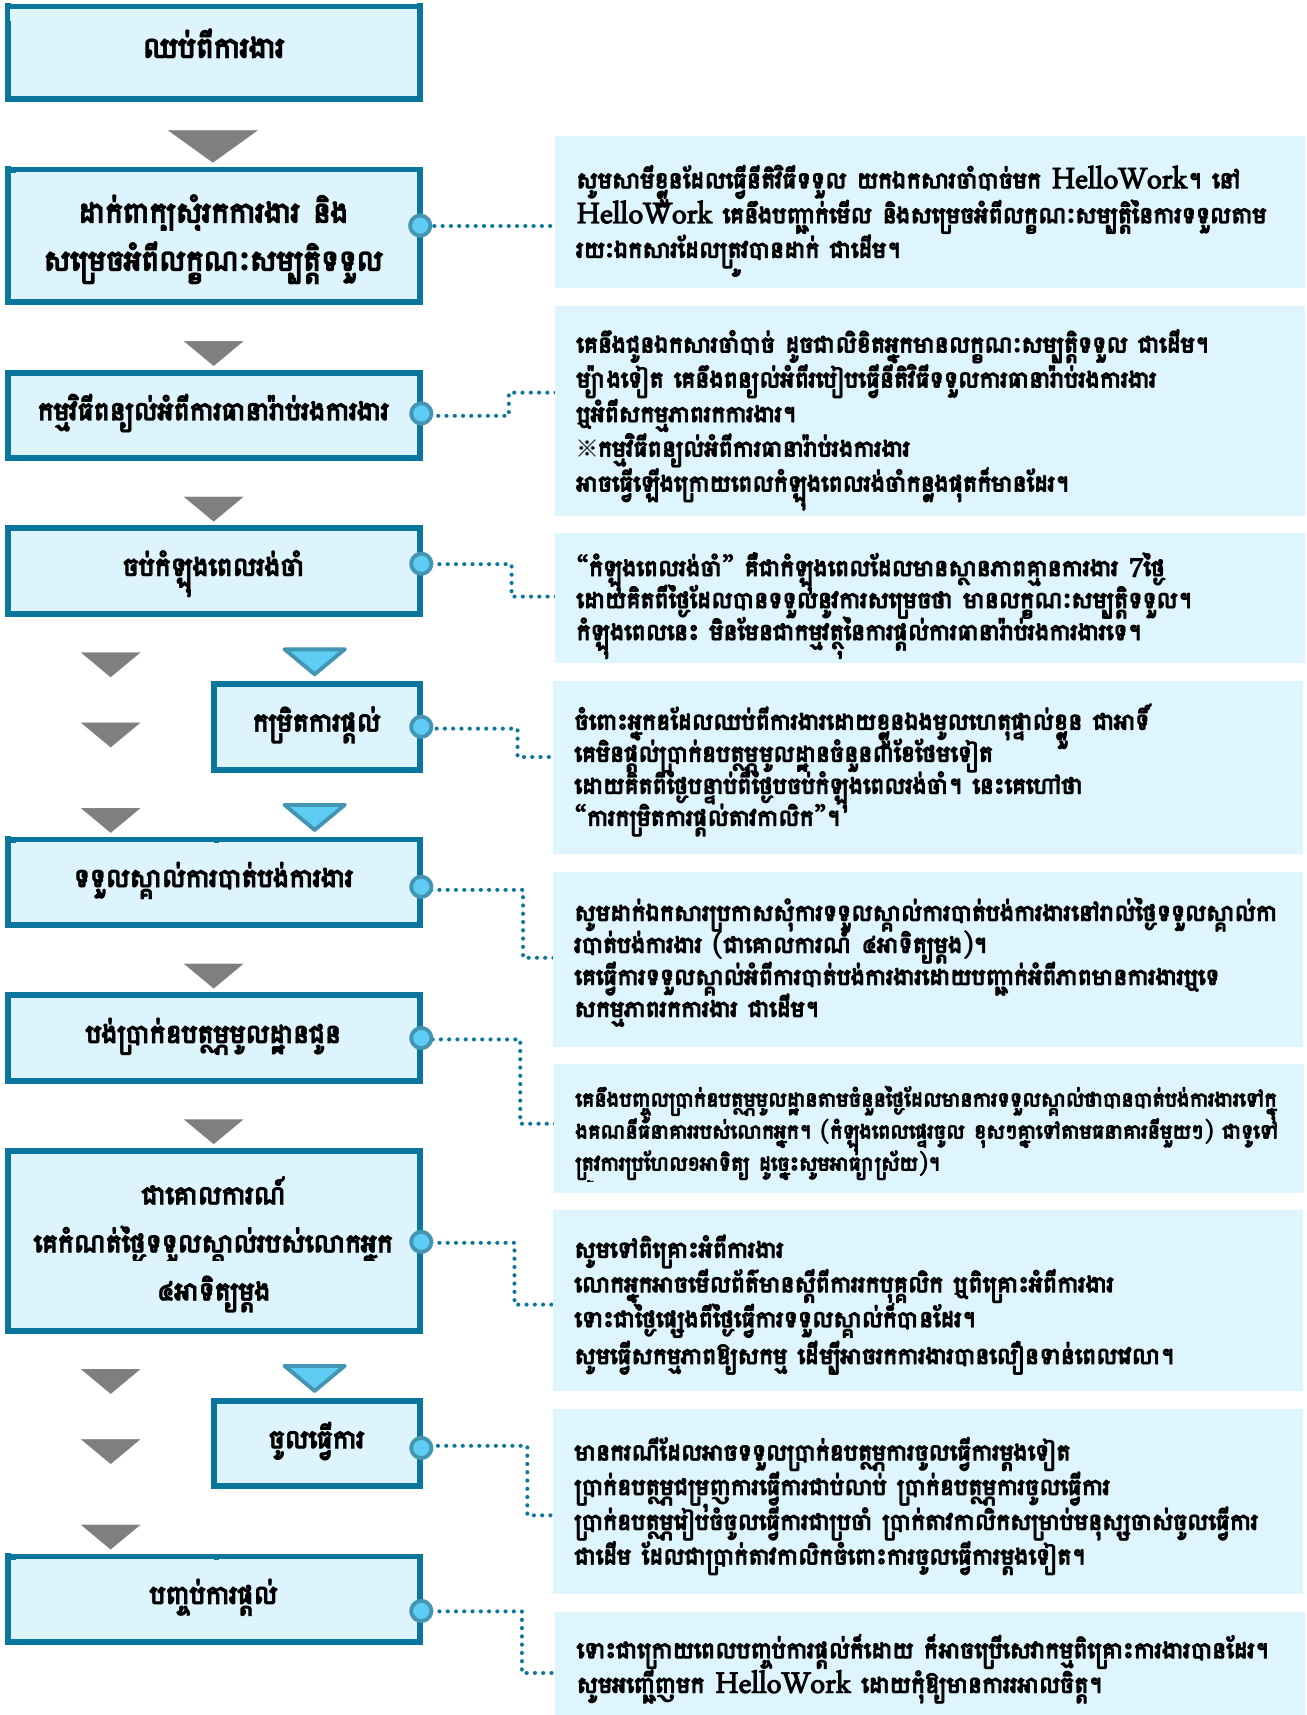 ឈប់ពីការងារ
ដាក់ពាក្យសុំរកការងារ និង
សម្រេចអំពីលក្ខណៈសម្បត្តិទទួល
សូមសាមីខ្លួនដែលធ្វើនីតិវិធីទទួល យកឯកសារចាំបាច់មក HelloWork។ នៅ
HelloWork គេនឹងបញ្ជាក់មើល និងសម្រេចអំពីលក្ខណៈសម្បត្តិនៃការទទួលតាម
រយៈឯកសារដែលត្រូវបានដាក់ ជាដើម។
កម្មវិធីពន្យល់អំពីការធានារ៉ាប់រងការងារ
គេនឹងជូនឯកសារចាំបាច់ ដូចជាលិខិតអ្នកមានលក្ខណៈសម្បត្តិទទួល ជាដើម។
ម្យ៉ាងទៀត គេនឹងពន្យល់អំពីរបៀបធ្វើនីតិវិធីទទួលការធានារ៉ាប់រងការងារ
ឬអំពីសកម្មភាពរកការងារ។
※កម្មវិធីពន្យល់អំពីការធានារ៉ាប់រងការងារ
អាចធ្វើឡើងក្រោយពេលកំឡុងពេលរង់ចាំកន្លងផុតក៏មានដែរ។
ចប់កំឡុងពេលរង់ចាំ
“កំឡុងពេលរង់ចាំ” គឺជាកំឡុងពេលដែលមានស្ថានភាពគ្មានការងារ 7ថ្ងៃ
ដោយគិតពីថ្ងៃដែលបានទទួលនូវការសម្រេចថា មានលក្ខណៈសម្បត្តិទទួល។
កំឡុងពេលនេះ មិនមែនជាកម្មវត្ថុនៃការផ្តល់ការធានារ៉ាប់រងការងារទេ។
កម្រិតការផ្តល់
ចំពោះអ្នកឌដែលឈប់ពីការងារដោយខ្លួនឯងមូលហេតុផ្ទាល់ខ្លួន ជាអាទិ៍
គេមិនផ្តល់ប្រាក់ឧបត្ថម្ភមូលដ្ឋានចំនួន៣ខែថែមទៀត
ដោយគិតពីថ្ងៃបន្ទាប់ពីថ្ងៃបចប់កំឡុងពេលរង់ចាំ។ នេះគេហៅថា
“ការកម្រិតការផ្តល់តាវកាលិក”។
ទទួលស្គាល់ការបាត់បង់ការងារ
សូមដាក់ឯកសារប្រកាសសុំការទទួលស្គាល់ការបាត់បង់ការងារនៅរាល់ថ្ងៃទទួលស្គាល់កា
របាត់បង់ការងារ (ជាគោលការណ៍ ៤អាទិត្យម្តង)។
គេធ្វើការទទួលស្គាល់អំពីការបាត់បង់ការងារដោយបញ្ជាក់អំពីភាពមានការងារឬទេ
សកម្មភាពរកការងារ ជាដើម។
បង់ប្រាក់ឧបត្ថម្ភមូលដ្ឋានជូន
គេនឹងបញ្ចូលប្រាក់ឧបត្ថម្ភមូលដ្ឋានតាមចំនួនថ្ងៃដែលមានការទទួលស្គាល់ថាបានបាត់បង់ការងារទៅក្នុ
ងគណនីធនាគាររបស់លោកអ្នក។ (កំឡុងពេលផ្ទេរចូល ខុសៗគ្នាទៅតាមធនាគារនីមួយៗ) ជាទូទៅ
ត្រូវការប្រហែល១អាទិត្យ ដូច្នេះសូមអាធ្យាស្រ័យ)។
ជាគោលការណ៍
គេកំណត់ថ្ងៃទទួលស្គាល់របស់លោកអ្នក
៤អាទិត្យម្តង
សូមទៅពិគ្រោះអំពីការងារ
លោកអ្នកអាចមើលព័ត៌មានស្តីពីការរកបុគ្គលិក ឬពិគ្រោះអំពីការងារ
ទោះជាថ្ងៃផ្សេងពីថ្ងៃធ្វើការទទួលស្គាល់ក៏បានដែរ។
សូមធ្វើសកម្មភាពឱ្យសកម្ម ដើម្បីអាចរកការងារបានលឿនទាន់ពេលវេលា។
ចូលធ្វើការ
មានករណីដែលអាចទទួលប្រាក់ឧបត្ថម្ភការចូលធ្វើការម្តងទៀត
ប្រាក់ឧបត្ថម្ភជម្រុញការធ្វើការជាប់លាប់ ប្រាក់ឧបត្ថម្ភការចូលធ្វើការ
ប្រាក់ឧបត្ថម្ភរៀបចំចូលធ្វើការជាប្រចាំ ប្រាក់តាវកាលិកសម្រាប់មនុស្សចាស់ចូលធ្វើការ
ជាដើម ដែលជាប្រាក់តាវកាលិកចំពោះការចូលធ្វើការម្តងទៀត។
បញ្ចប់ការផ្តល់
ទោះជាក្រោយពេលបញ្ចប់ការផ្តល់ក៏ដោយ ក៏អាចប្រើសេវាកម្មពិគ្រោះការងារបានដែរ។
សូមអញ្ជើញមក HelloWork ដោយកុំឱ្យមានការរអាលចិត្ត។